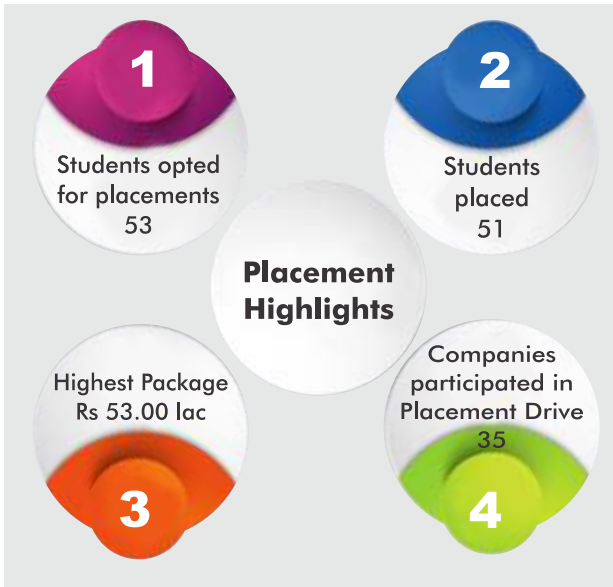 1
Students opted
for placements
53
2
Students
placed
51
Placement
Highlights
Highest Package
Rs 53.00 lac
3
Companies
participated in
Placement Drive
35
4